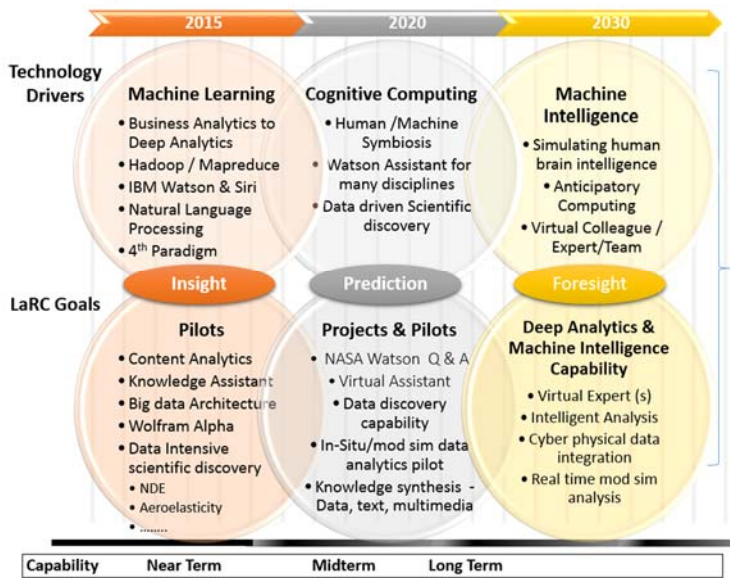 2015 2020 2030
Technology
Drivers
Machine Learning
• Business Analytics to
Deep Analytics
• Hadoop / Mapreduce
• IBM Watson & Siri
• Natural Language
Processing
• 4th Paradigm
Cognitive Computing
• Human /Machine
Symbiosis
• Watson Assistant for
many disciplines
• Data driven Scientific
discovery
Machine
Intelligence
• Simulating human
brain intelligence
• Anticipatory
Computing
• Virtual Colleague /
Expert/Team
Insight Prediction Foresight
LaRC Goals
Pilots
• Content Analytics
• Knowledge Assistant
• Big data Architecture
• Wolfram Alpha
• Data Intensive
scientific discovery
• NDE
• Aeroelasticity
• ........
Projects & Pilots
• NASA Watson Q & A
• Virtual Assistant
• Data discovery
capability
• In-Situ/mod sim data
analytics pilot
• Knowledge synthesis -
Data, text, multimedia
Deep Analytics &
Machine Intelligence
Capability
• Virtual Expert (s)
• Intelligent Analysis
• Cyber physical data
integration
• Real time mod sim
analysis
Capability Near Term Midterm Long Term